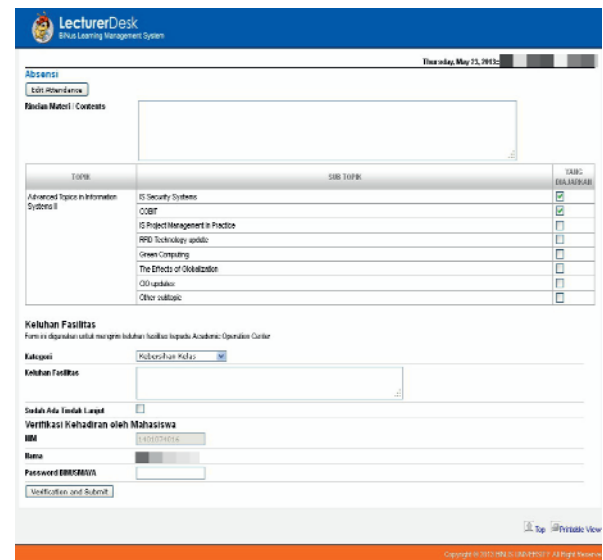 LecturerDesk
BiNus Learning Management System
Thursday, May 23, 2013::
Absensi
Edit Attendance
Rincian Materi / Contents
TOPIK
SUB TOPIK
YANG DIAJARKAN
Advanced Topics in Information Systems II
IS Security Systems
COBIT
IS Project Management in Practice
RFID Technology update
Green Computing
The Effects of Globalization
CIO updates
Other subtopic
Keluhan Fasilitas
Form ini digunakan untuk mengirim keluhan fasilitas kepada Academic Operation Center
Kategori
Kebersihan Kelas
Keluhan Fasilitas
Sudah Ada Tindak Lanjut
Verifikasi Kehadiran oleh Mahasiswa
NIM
Nama
Password BINUSMAYA
Verification and Submit
Top
Printable View